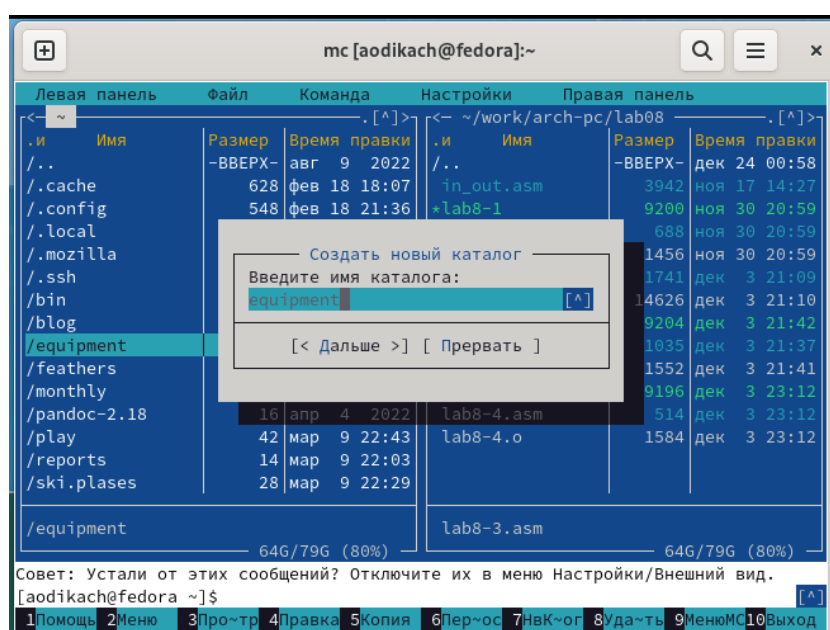 mc [aodikach@fedora]:~
Левая панель Файл Команда Настройки Правая панель
<— ~ .[^]> <— ~/work/arch-pc/lab08 .[^]>
.и Имя Размер Время правки .и Имя Размер Время правки
/.. -ВВЕРХ- авг 9 2022 /.. -ВВЕРХ- дек 24 00:58
/.cache 628 фев 18 18:07 in_out.asm 3942 ноя 17 14:27
/.config 548 фев 18 21:36 *lab8-1 9200 ноя 30 20:59
/.local 688 ноя 30 20:59
/.mozilla Создать новый каталог 1456 ноя 30 20:59
/.ssh Введите имя каталога: 1741 дек 3 21:09
/bin equipment [^] 14626 дек 3 21:10
/blog 9204 дек 3 21:42
/equipment [< Дальше >] [ Прервать ] 1035 дек 3 21:37
/feathers 1552 дек 3 21:41
/monthly 9196 дек 3 23:12
/pandoc-2.18 16 апр 4 2022 lab8-4.asm 514 дек 3 23:12
/play 42 мар 9 22:43 lab8-4.o 1584 дек 3 23:12
/reports 14 мар 9 22:03
/ski.plases 28 мар 9 22:29
/equipment lab8-3.asm
64G/79G (80%) 64G/79G (80%)
Совет: Устали от этих сообщений? Отключите их в меню Настройки/Внешний вид.
[aodikach@fedora ~]$ [^]
1Помощь 2Меню 3Про~тр 4Правка 5Копия 6Пер~ос 7НвК~ог 8Уда~ть 9МенюМС 10Выход